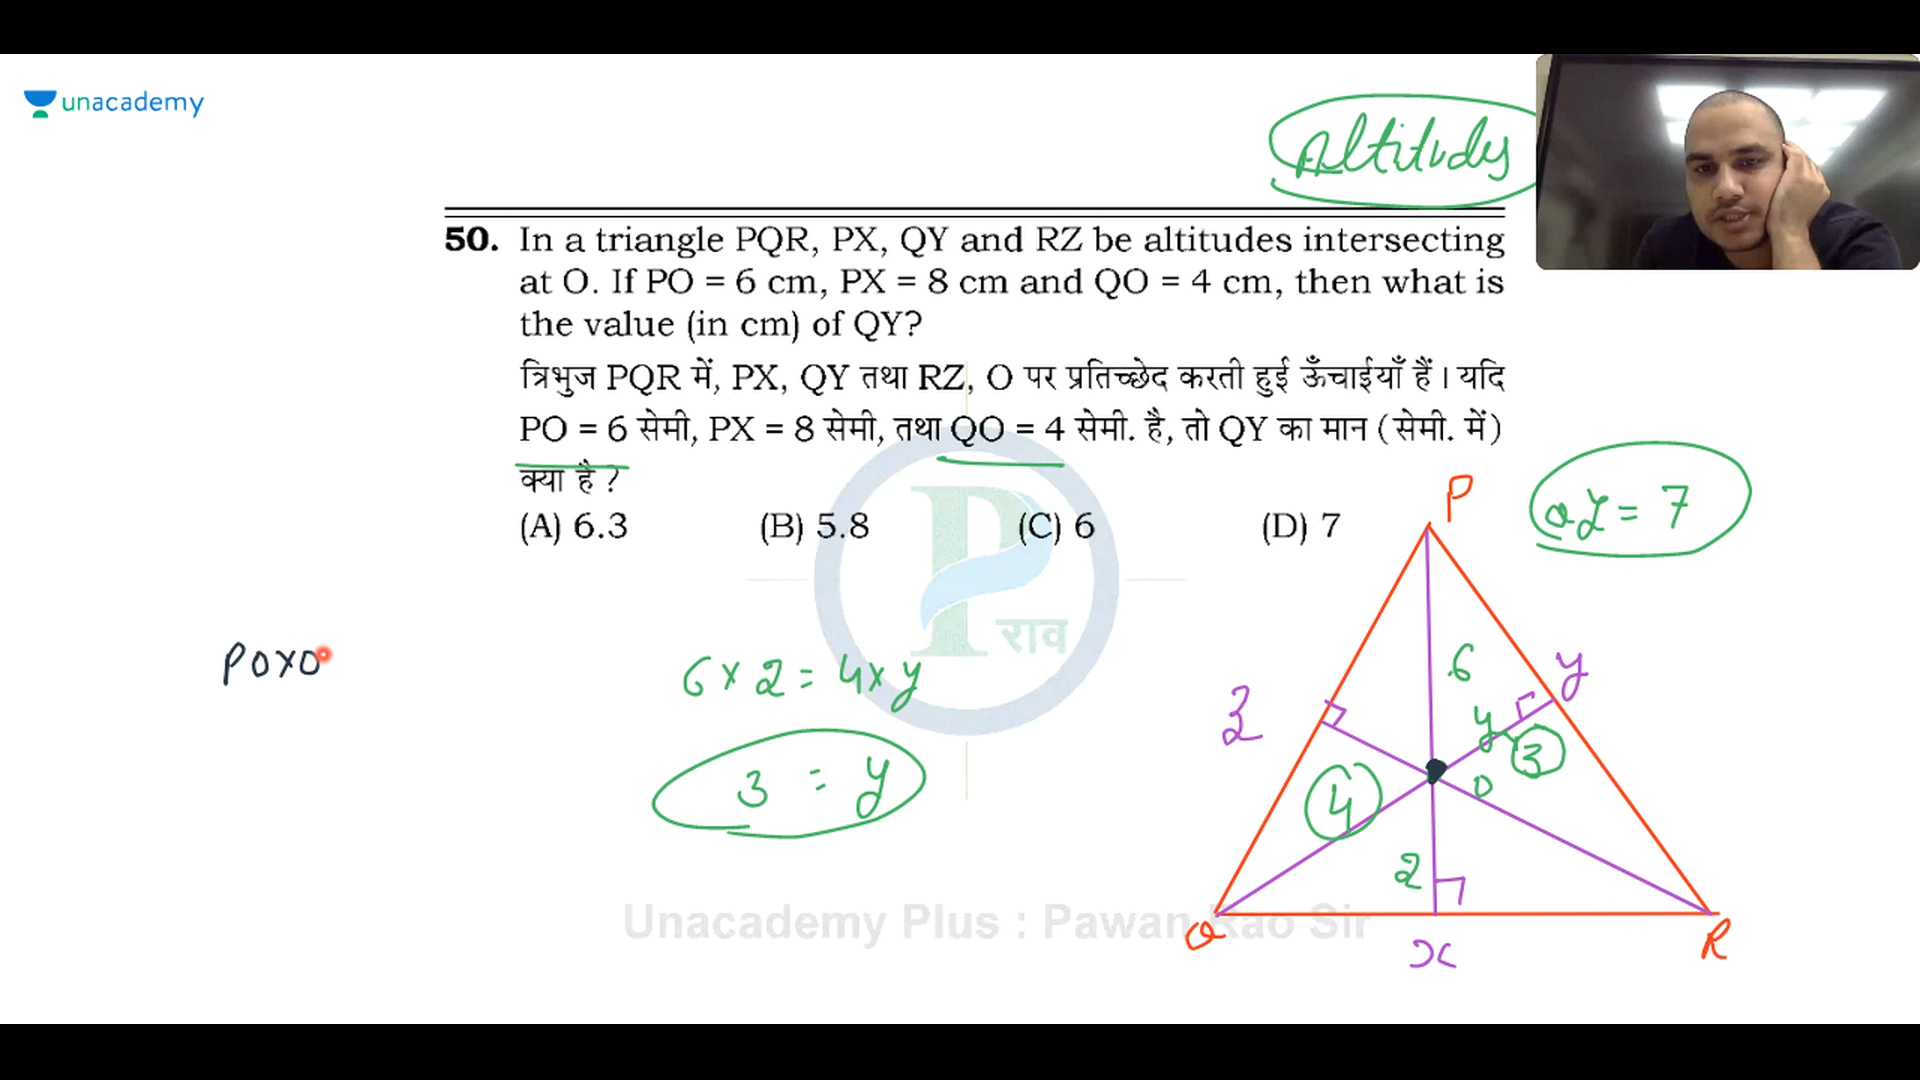 unacademy
Altitudes
50. In a triangle PQR, PX, QY and RZ be altitudes intersecting
at O. If PO = 6 cm, PX = 8 cm and QO = 4 cm, then what is
the value (in cm) of QY?
त्रिभुज PQR में, PX, QY तथा RZ, O पर प्रतिच्छेद करती हुई ऊँचाईयाँ हैं। यदि
PO = 6 सेमी, PX = 8 सेमी, तथा QO = 4 सेमी. है, तो QY का मान (सेमी. में)
क्या है ?
(A) 6.3 (B) 5.8 (C) 6 (D) 7
QY = 7
P
राव
POXO
6 x 2 = 4 x y
3 = y
P
6
y
Z
y
3
4
O
2
Q
x
R
Unacademy Plus : Pawan Rao Sir